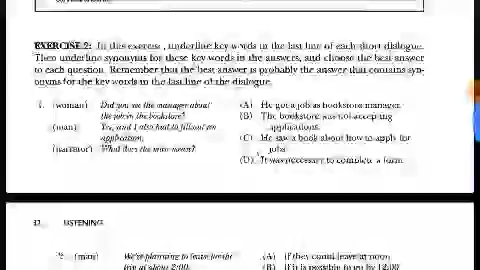 EXERCISE 2: In this exercise, underline key words in the last line of each short dialogue.
Then underline synonyms for these key words in the answers, and choose the best answer
to each question. Remember that the best answer is probably the answer that contains syn-
onyms for the key words in the last line of the dialogue.
1. (woman) Did you see the manager about (A) He got a job as bookstore manager.
the job in the bookstore? (B) The bookstore was not accepting
(man) Yes, and I also had to fill out an applications.
application. (C) He saw a book about how to apply for
(narrator) What does the man mean? jobs.
(D) It was necessary to complete a form.
LISTENING
2. (man) We're planning to leave for the (A) if they could leave at noon
trip at about 2:00. (B) if it is possible to go by 12:00